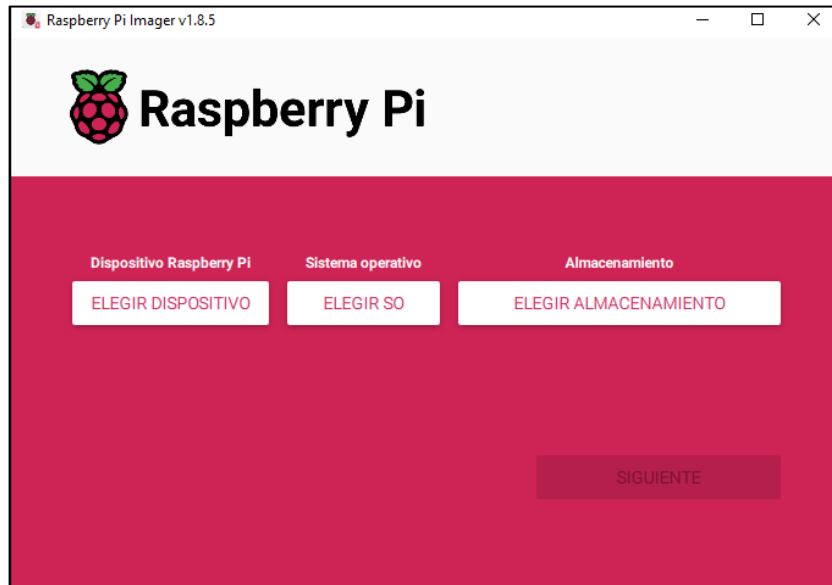 Raspberry Pi Imager v1.8.5
Raspberry Pi
Dispositivo Raspberry Pi
Sistema operativo
Almacenamiento
ELEGIR DISPOSITIVO
ELEGIR SO
ELEGIR ALMACENAMIENTO
SIGUIENTE